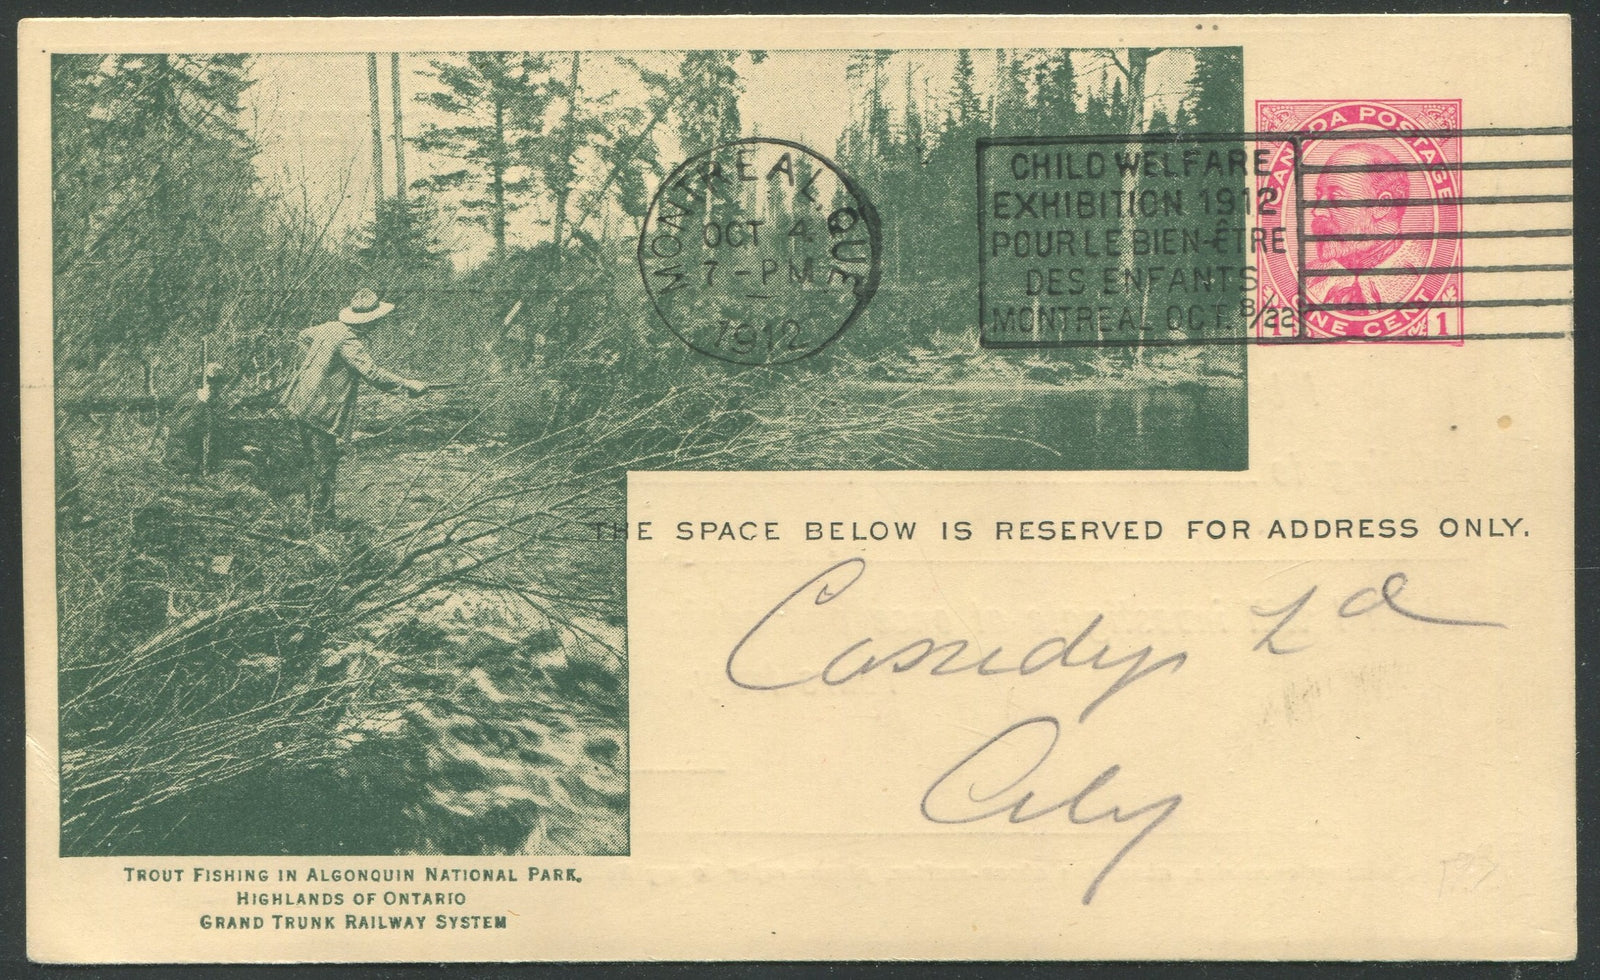 CANADA POSTAGE
ONE CENT
1 1
MONTREAL, QUE.
OCT 4
7 - PM
1912
CHILD WELFARE
EXHIBITION 1912
POUR LE BIEN-ÊTRE
DES ENFANTS
MONTREAL OCT. 8/22
THE SPACE BELOW IS RESERVED FOR ADDRESS ONLY.
Cassidys Ld
City
TROUT FISHING IN ALGONQUIN NATIONAL PARK.
HIGHLANDS OF ONTARIO
GRAND TRUNK RAILWAY SYSTEM